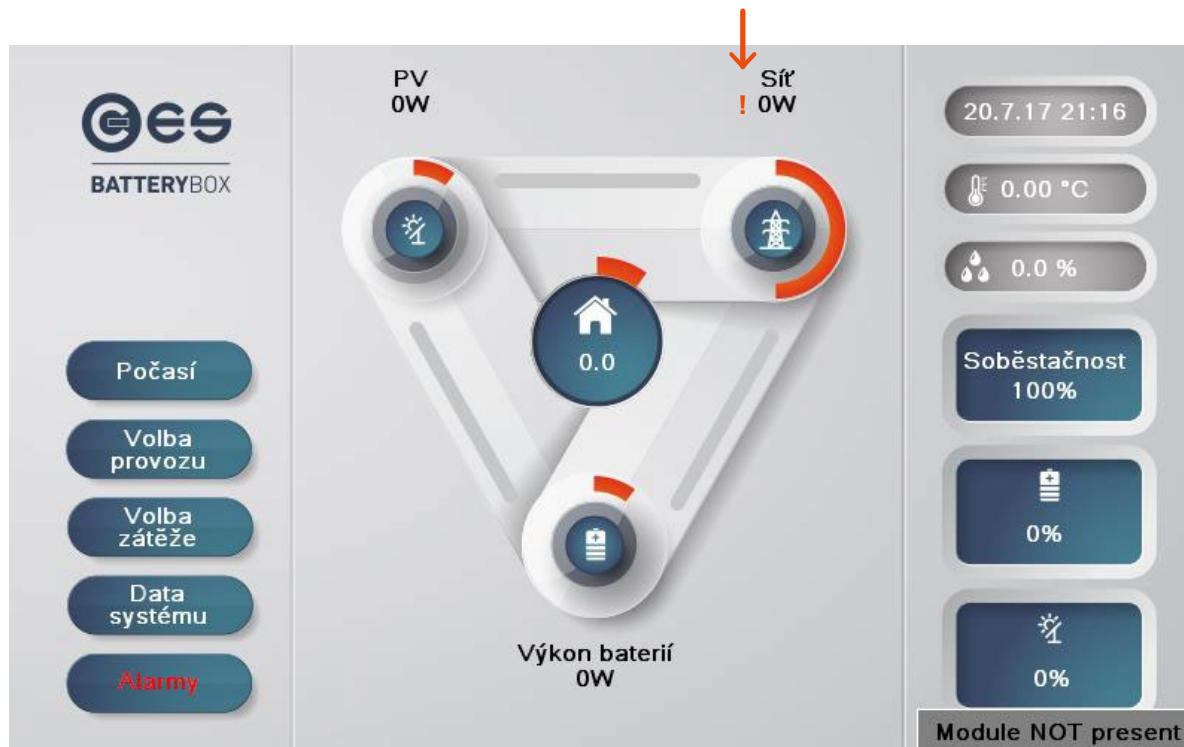 CES
BATTERYBOX
Počasí
Volba
provozu
Volba
zátěže
Data
systému
Alarmy
PV
0W
Síť
! 0W
0.0
Výkon baterií
0W
20.7.17 21:16
0.00 °C
0.0 %
Soběstačnost
100%
0%
0%
Module NOT present